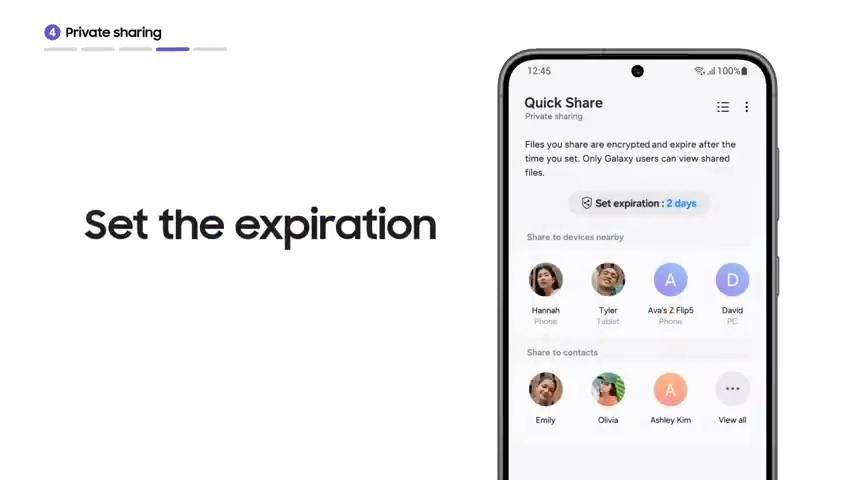 4 Private sharing
Set the expiration
12:45
100%
Quick Share
Private sharing
Files you share are encrypted and expire after the
time you set. Only Galaxy users can view shared
files.
Set expiration : 2 days
Share to devices nearby
A
D
Hannah
Tyler
Ava's Z Flip5
David
Phone
Tablet
Phone
PC
Share to contacts
A
Emily
Olivia
Ashley Kim
View all